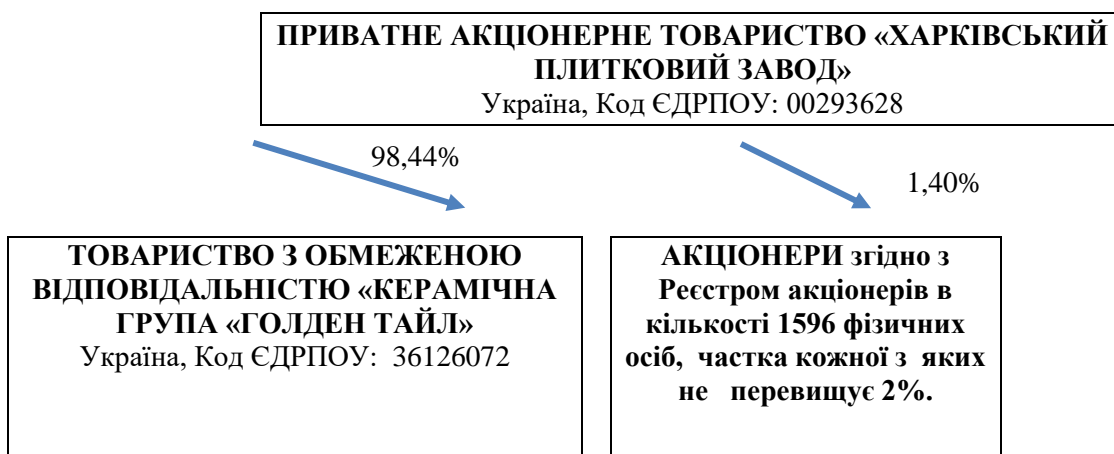 ПРИВАТНЕ АКЦІОНЕРНЕ ТОВАРИСТВО «ХАРКІВСЬКИЙ
ПЛИТКОВИЙ ЗАВОД»
Україна, Код ЄДРПОУ: 00293628
98,44%
1,40%
ТОВАРИСТВО З ОБМЕЖЕНОЮ
ВІДПОВІДАЛЬНІСТЮ «КЕРАМІЧНА
ГРУПА «ГОЛДЕН ТАЙЛ»
Україна, Код ЄДРПОУ: 36126072
АКЦІОНЕРИ згідно з
Реєстром акціонерів в
кількості 1596 фізичних
осіб, частка кожної з яких
не перевищує 2%.